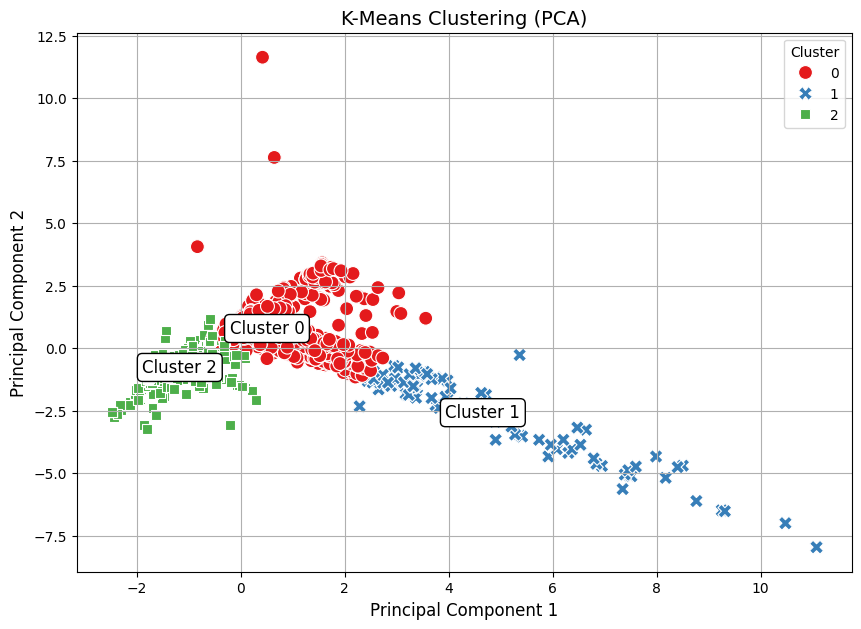 K-Means Clustering (PCA)
12.5
10.0
7.5
5.0
2.5
0.0
−2.5
−5.0
−7.5
Principal Component 2
Cluster
0
1
2
Cluster 0
Cluster 2
Cluster 1
−2
0
2
4
6
8
10
Principal Component 1